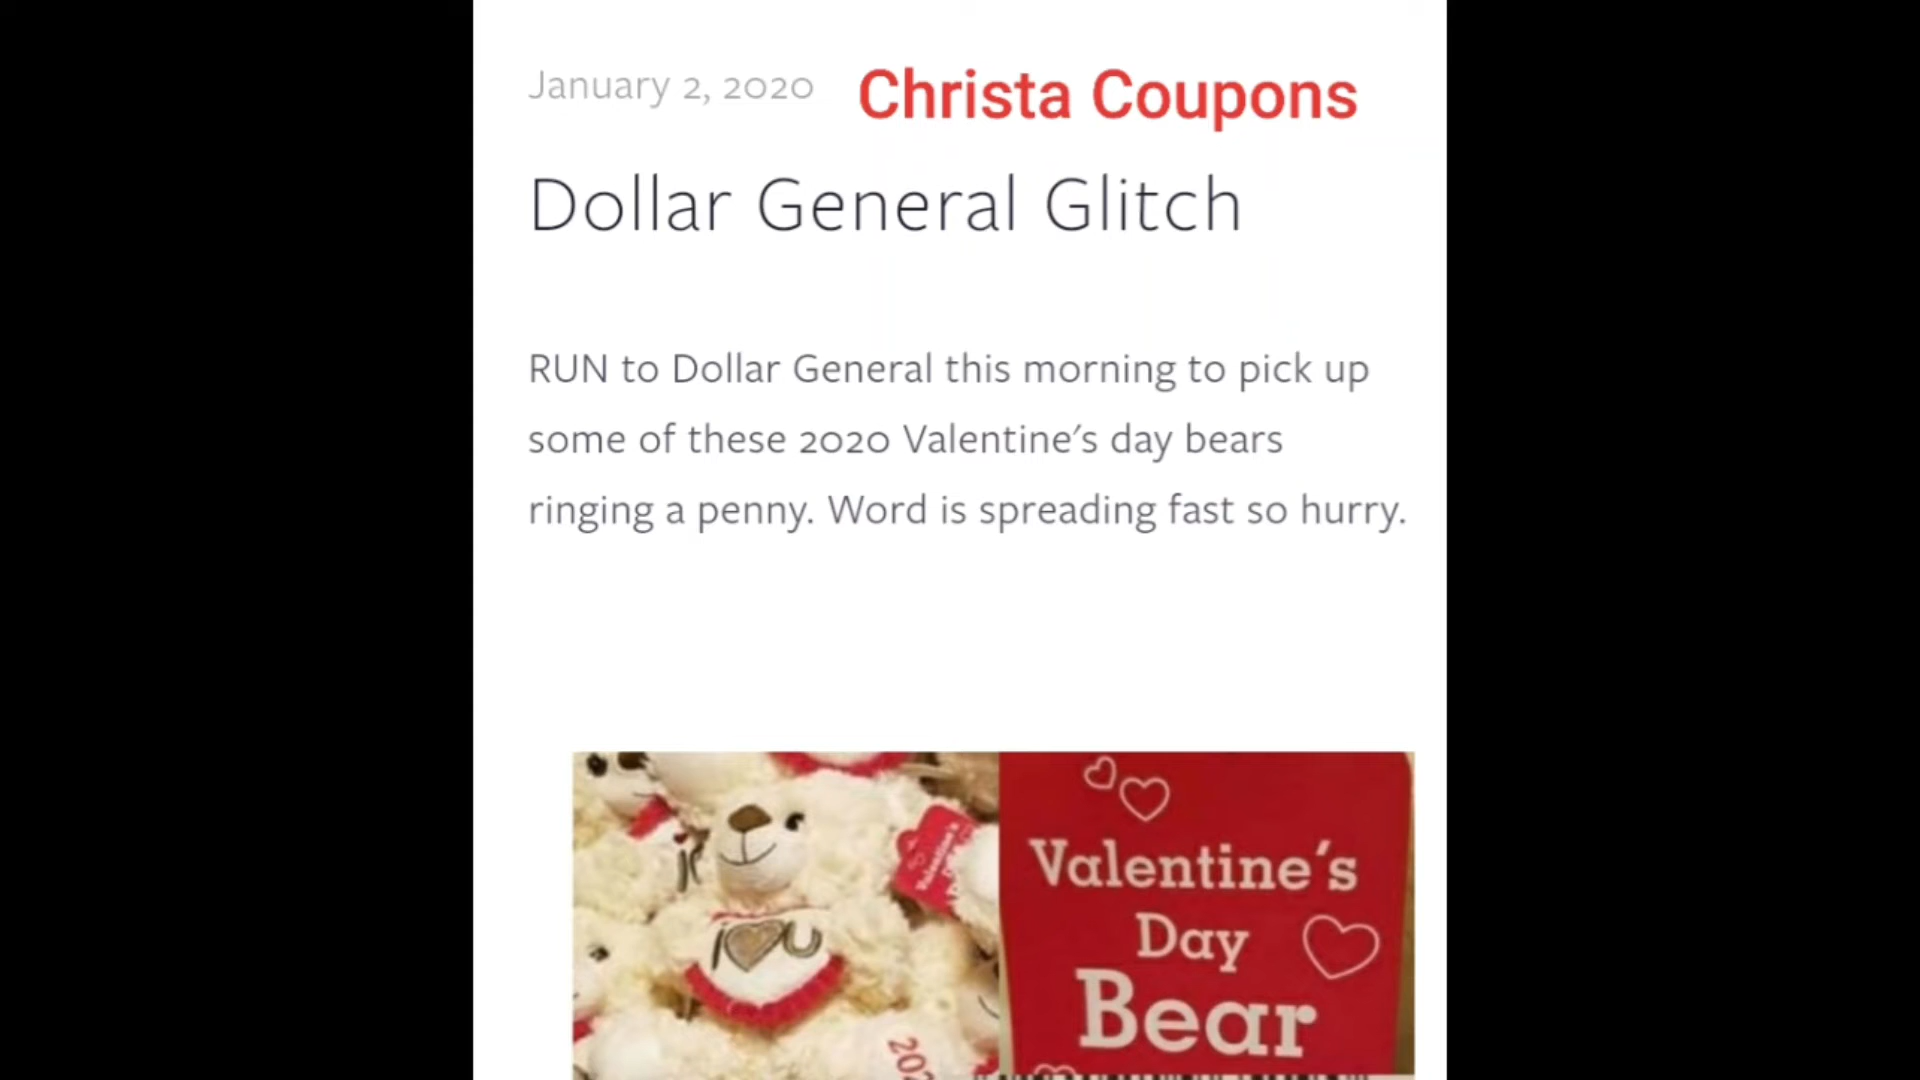 January 2, 2020 Christa Coupons
Dollar General Glitch
RUN to Dollar General this morning to pick up
some of these 2020 Valentine's day bears
ringing a penny. Word is spreading fast so hurry.
I U
Valentine's
Valentine's
Day
Bear